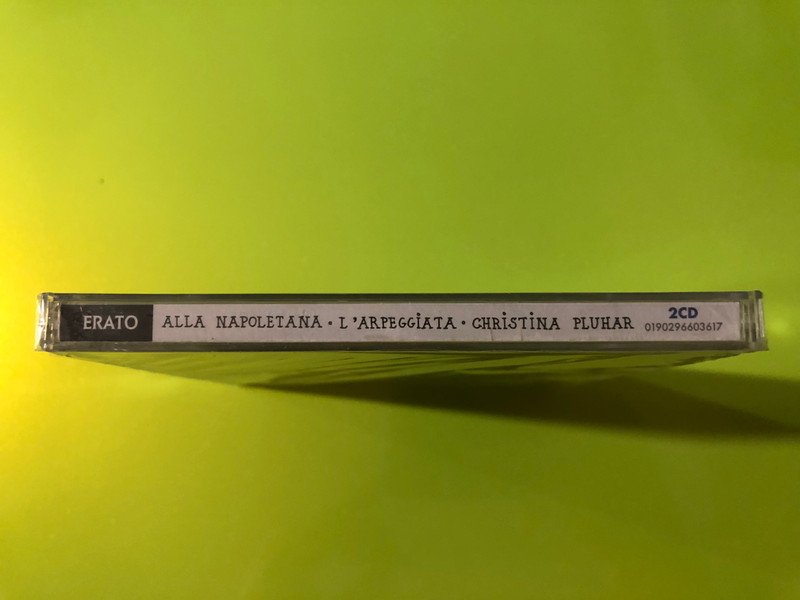 ERATO
ALLA NAPOLETANA • L'ARPEGGIATA • CHRISTINA PLUHAR
2CD
0190296603617